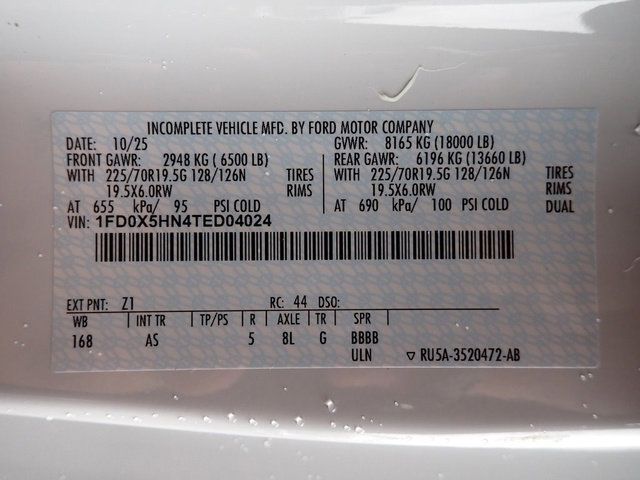 INCOMPLETE VEHICLE MFD. BY FORD MOTOR COMPANY
DATE: 10/25 GVWR: 8165 KG (18000 LB)
FRONT GAWR: 2948 KG ( 6500 LB) REAR GAWR: 6196 KG (13660 LB)
WITH 225/70R19.5G 128/126N TIRES WITH 225/70R19.5G 128/126N TIRES
19.5X6.0RW RIMS 19.5X6.0RW RIMS
AT 655 kPa/ 95 PSI COLD AT 690 kPa/ 100 PSI COLD DUAL
VIN: 1FD0X5HN4TED04024
EXT PNT: Z1 RC: 44 DSO:
WB INT TR TP/PS R AXLE TR SPR
168 AS 5 8L G BBBB
ULN ▽ RU5A-3520472-AB